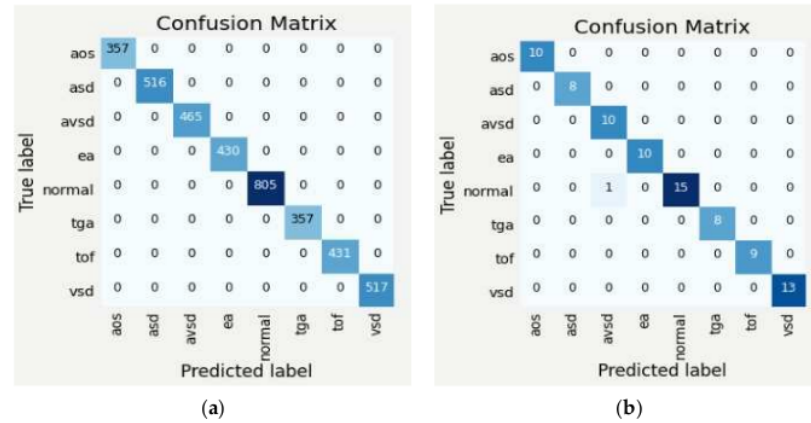 Confusion Matrix
True label
aos 357 0 0 0 0 0 0 0
asd 0 516 0 0 0 0 0 0
avsd 0 0 465 0 0 0 0 0
ea 0 0 0 430 0 0 0 0
normal 0 0 0 0 805 0 0 0
tga 0 0 0 0 0 357 0 0
tof 0 0 0 0 0 0 431 0
vsd 0 0 0 0 0 0 0 517
aos asd avsd ea normal tga tof vsd
Predicted label
(a)
Confusion Matrix
True label
aos 10 0 0 0 0 0 0 0
asd 0 8 0 0 0 0 0 0
avsd 0 0 10 0 0 0 0 0
ea 0 0 0 10 0 0 0 0
normal 0 0 1 0 15 0 0 0
tga 0 0 0 0 0 8 0 0
tof 0 0 0 0 0 0 9 0
vsd 0 0 0 0 0 0 0 13
aos asd avsd ea normal tga tof vsd
Predicted label
(b)